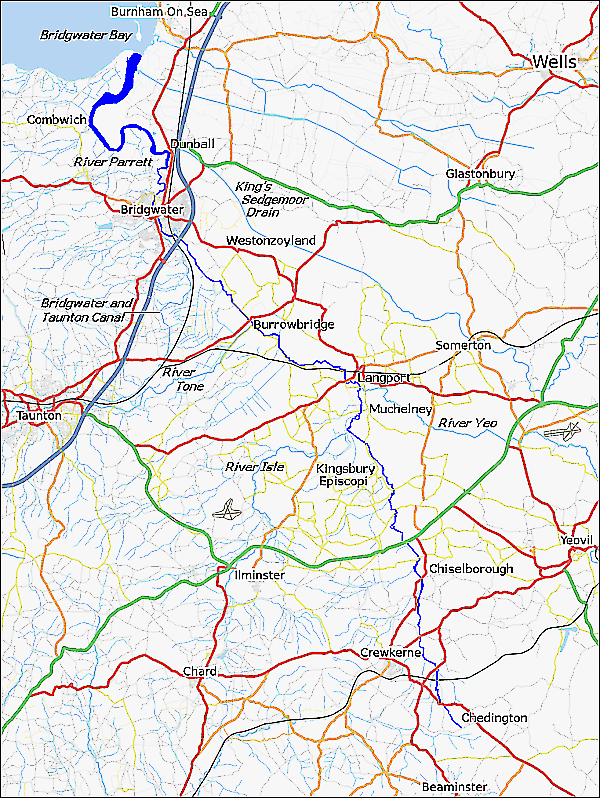 Burnham On Sea
Bridgwater Bay
Wells
Combwich
Dunball
River Parrett
Glastonbury
King's
Sedgemoor
Drain
Bridgwater
Westonzoyland
Bridgwater and
Taunton Canal
Burrowbridge
Somerton
River
Tone
Langport
Taunton
Muchelney
River Yeo
River Isle
Kingsbury
Episcopi
Yeovil
Chiselborough
Ilminster
Crewkerne
Chard
Chedington
Beaminster